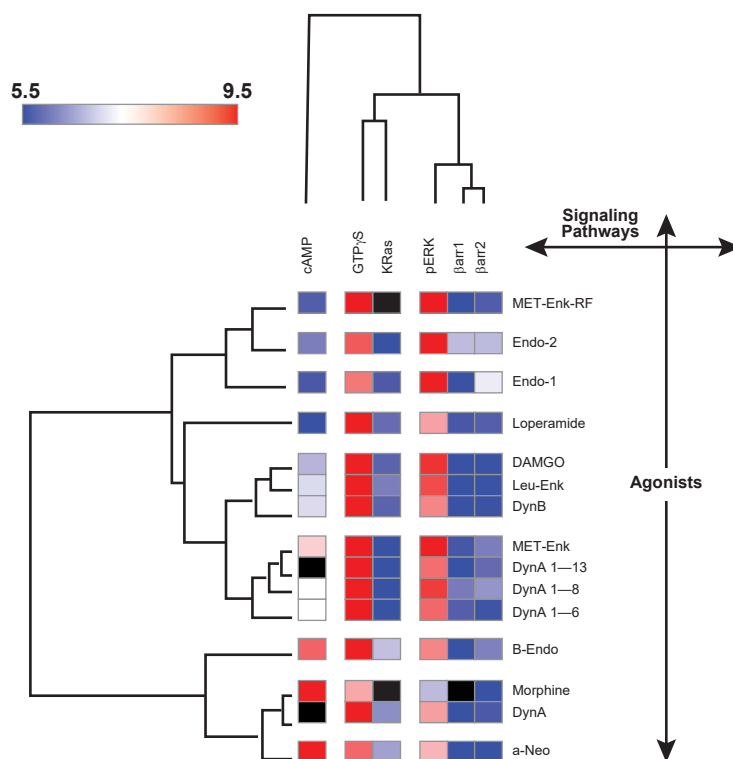 5.5 9.5
Signaling
Pathways
cAMP
GTPγS
KRas
pERK
βarr1
βarr2
MET-Enk-RF
Endo-2
Endo-1
Loperamide
DAMGO
Leu-Enk
DynB
Agonists
MET-Enk
DynA 1—13
DynA 1—8
DynA 1—6
B-Endo
Morphine
DynA
a-Neo